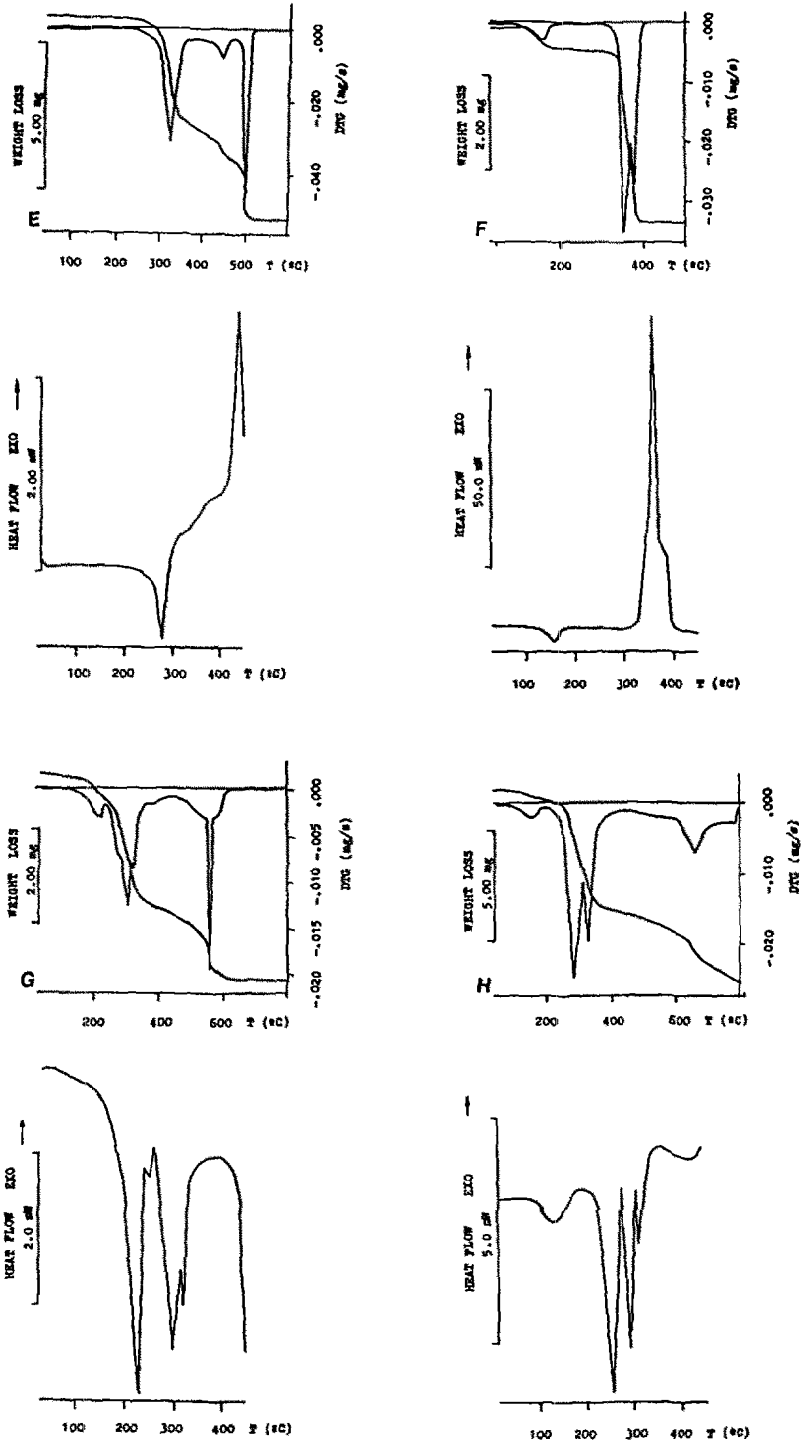 WEIGHT LOSS
5.00 mg
.000
-.020
-.040
DTG (mg/s)
E
100 200 300 400 500 T (°C)
WEIGHT LOSS
2.00 mg
.000
-.010
-.020
-.030
DTG (mg/s)
F
200 400 T (°C)
HEAT FLOW EXO
2.00 mW
100 200 300 400 T (°C)
HEAT FLOW EXO
50.0 mW
100 200 300 400 T (°C)
WEIGHT LOSS
2.00 mg
.000
-.005
-.010
-.015
-.020
DTG (mg/s)
G
200 400 600 T (°C)
WEIGHT LOSS
5.00 mg
.000
-.010
-.020
DTG (mg/s)
H
200 400 600 T (°C)
HEAT FLOW EXO
2.0 mW
100 200 300 400 T (°C)
HEAT FLOW EXO
5.0 mW
100 200 300 400 T (°C)